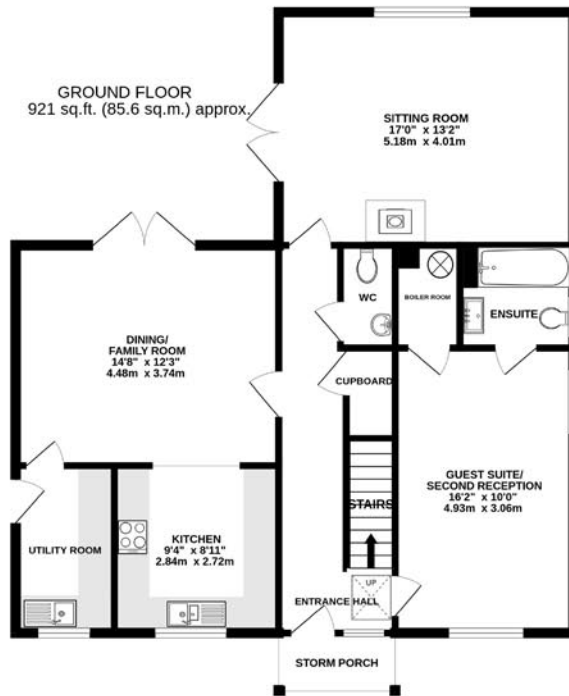 GROUND FLOOR
921 sq.ft. (85.6 sq.m.) approx.
SITTING ROOM
17'0" x 13'2"
5.18m x 4.01m
WC
BOILER ROOM
ENSUITE
DINING/
FAMILY ROOM
14'8" x 12'3"
4.48m x 3.74m
CUPBOARD
GUEST SUITE/
SECOND RECEPTION
16'2" x 10'0"
4.93m x 3.06m
STAIRS
KITCHEN
9'4" x 8'11"
2.84m x 2.72m
UTILITY ROOM
UP
ENTRANCE HALL
STORM PORCH